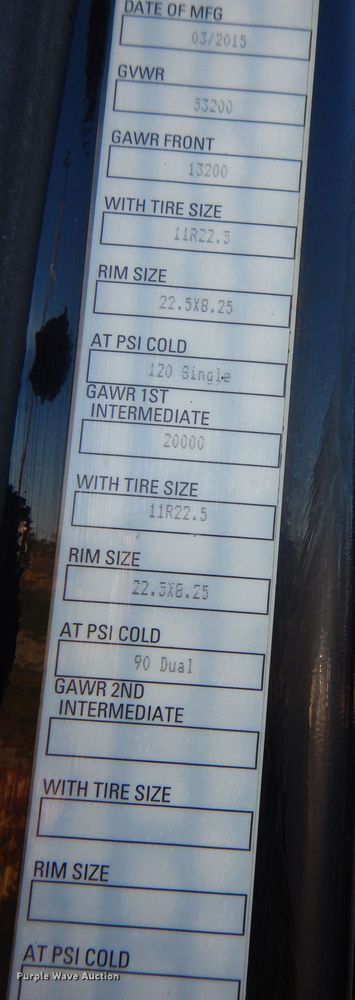 DATE OF MFG
03/2015
GVWR
53200
GAWR FRONT
13200
WITH TIRE SIZE
11R22.5
RIM SIZE
22.5X8.25
AT PSI COLD
120 Single
GAWR 1ST
INTERMEDIATE
20000
WITH TIRE SIZE
11R22.5
RIM SIZE
22.5X8.25
AT PSI COLD
90 Dual
GAWR 2ND
INTERMEDIATE
WITH TIRE SIZE
RIM SIZE
AT PSI COLD
Purple Wave Auction